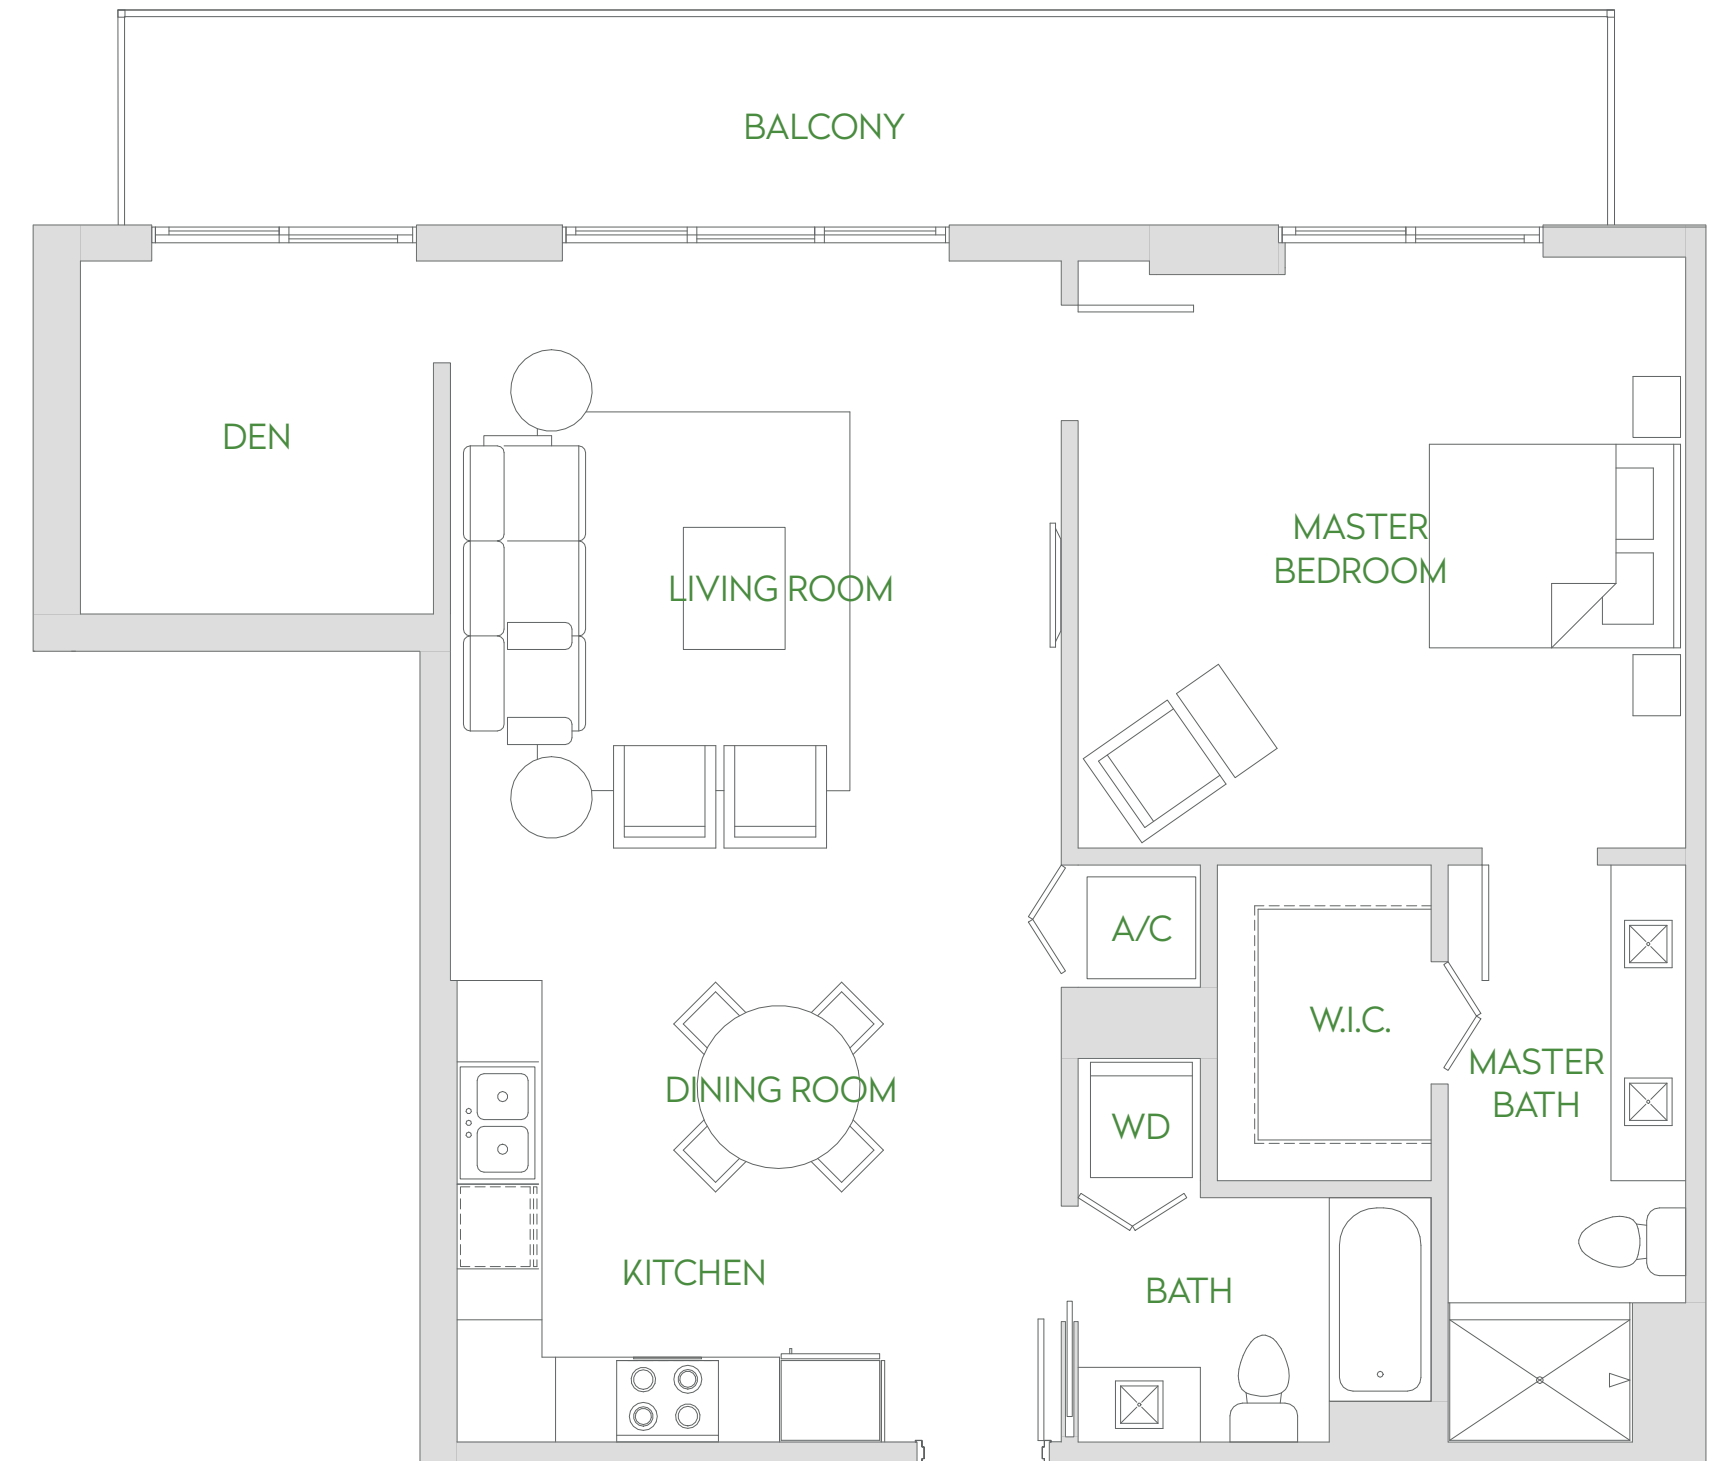 BALCONY
DEN
LIVING ROOM
MASTER
BEDROOM
A/C
W.I.C.
MASTER
BATH
DINING ROOM
WD
KITCHEN
BATH